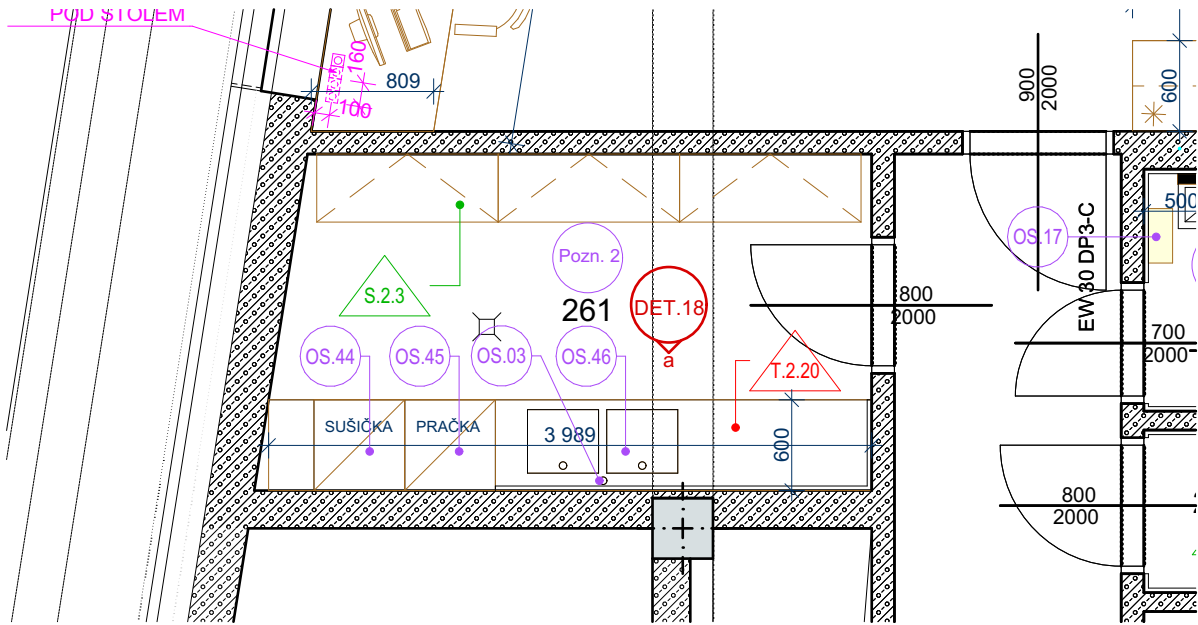 POD STOLEM
160
100
809
900
2000
600
500
OS.17
EW 30 DP3-C
Pozn. 2
S.2.3
261
DET.18
a
800
2000
OS.44
OS.45
OS.03
OS.46
T.2.20
700
2000
SUŠIČKA
PRAČKA
3 989
600
800
2000